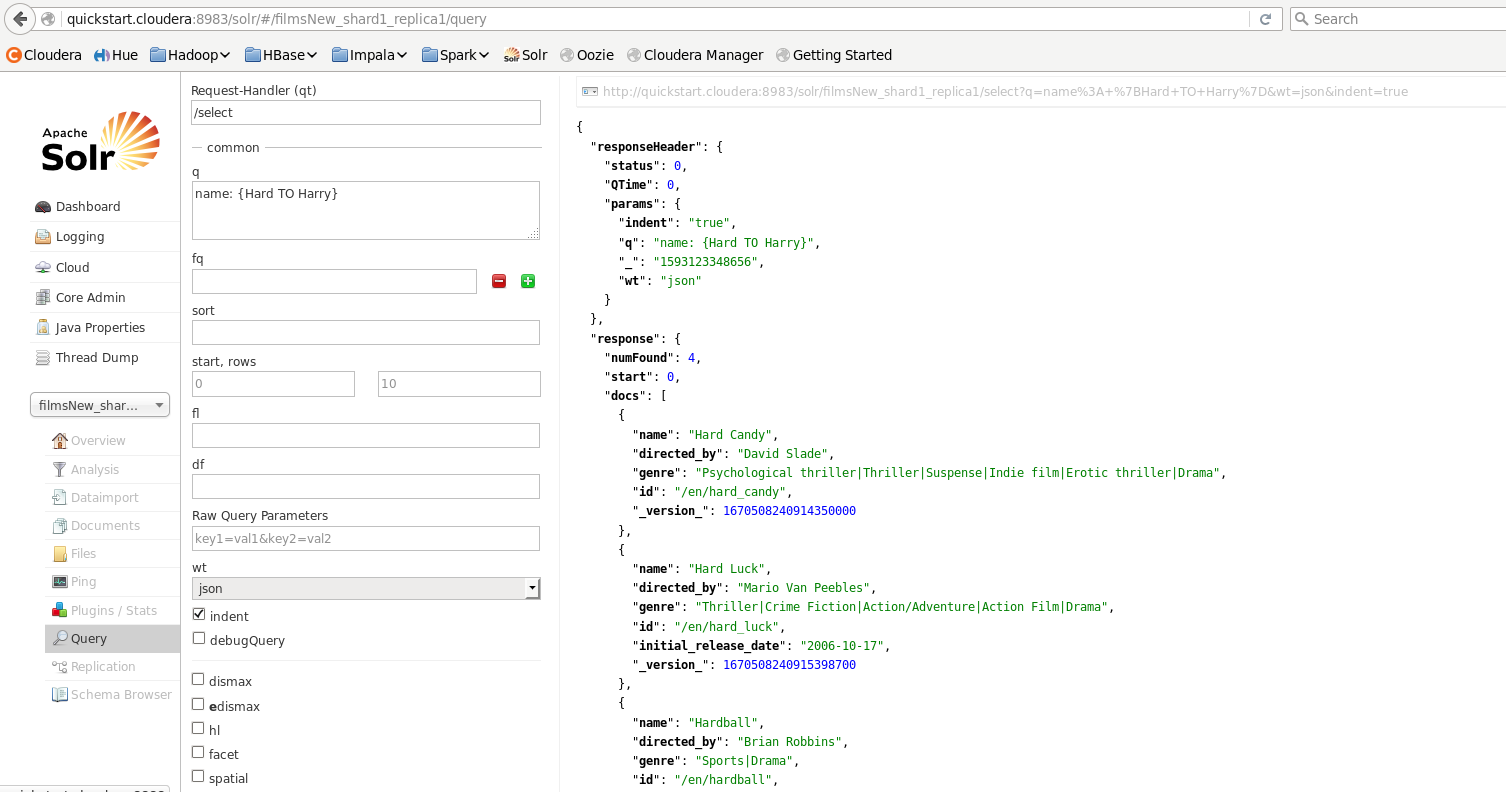 quickstart.cloudera:8983/solr/#/filmsNew_shard1_replica1/query
Search
Cloudera Hue Hadoop HBase Impala Spark Solr Oozie Cloudera Manager Getting Started
Apache
Solr
Dashboard
Logging
Cloud
Core Admin
Java Properties
Thread Dump
filmsNew_shar...
Overview
Analysis
Dataimport
Documents
Files
Ping
Plugins / Stats
Query
Replication
Schema Browser
Request-Handler (qt)
/select
common
q
name: {Hard TO Harry}
fq
sort
start, rows
0 10
fl
df
Raw Query Parameters
key1=val1&key2=val2
wt
json
indent
debugQuery
dismax
edismax
hl
facet
spatial
http://quickstart.cloudera:8983/solr/filmsNew_shard1_replica1/select?q=name%3A+%7BHard+TO+Harry%7D&wt=json&indent=true
{
"responseHeader": {
"status": 0,
"QTime": 0,
"params": {
"indent": "true",
"q": "name: {Hard TO Harry}",
"_": "1593123348656",
"wt": "json"
}
},
"response": {
"numFound": 4,
"start": 0,
"docs": [
{
"name": "Hard Candy",
"directed_by": "David Slade",
"genre": "Psychological thriller|Thriller|Suspense|Indie film|Erotic thriller|Drama",
"id": "/en/hard_candy",
"_version_": 1670508240914350000
},
{
"name": "Hard Luck",
"directed_by": "Mario Van Peebles",
"genre": "Thriller|Crime Fiction|Action/Adventure|Action Film|Drama",
"id": "/en/hard_luck",
"initial_release_date": "2006-10-17",
"_version_": 1670508240915398700
},
{
"name": "Hardball",
"directed_by": "Brian Robbins",
"genre": "Sports|Drama",
"id": "/en/hardball",